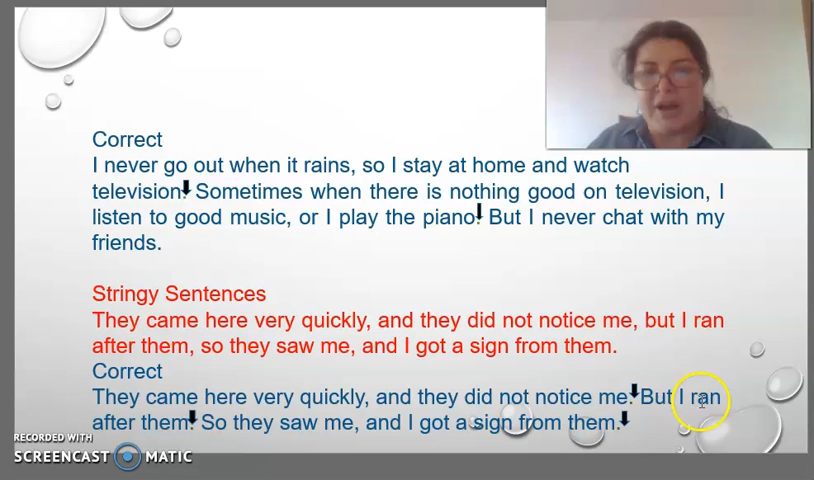 Correct
I never go out when it rains, so I stay at home and watch
television. Sometimes when there is nothing good on television, I
listen to good music, or I play the piano. But I never chat with my
friends.
Stringy Sentences
They came here very quickly, and they did not notice me, but I ran
after them, so they saw me, and I got a sign from them.
Correct
They came here very quickly, and they did not notice me. But I ran
after them. So they saw me, and I got a sign from them.
RECORDED WITH
SCREENCAST MATIC